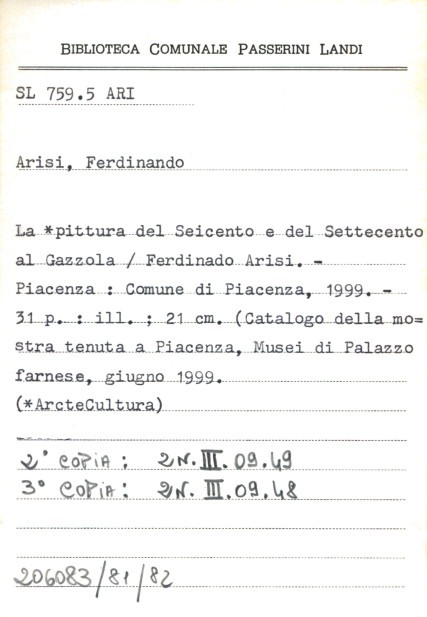 BIBLIOTECA COMUNALE PASSERINI LANDI
SL 759.5 ARI
Arisi, Ferdinando
La *pittura del Seicento e del Settecento
al Gazzola / Ferdinado Arisi. -
Piacenza : Comune di Piacenza, 1999. -
31 p. : ill. ; 21 cm. (Catalogo della mo=
stra tenuta a Piacenza, Musei di Palazzo
farnese, giugno 1999.
(*ArcteCultura)
2° COPIA: 2N. III. 09.49
3° COPIA: 2N. III. 09.48
206083/81/82